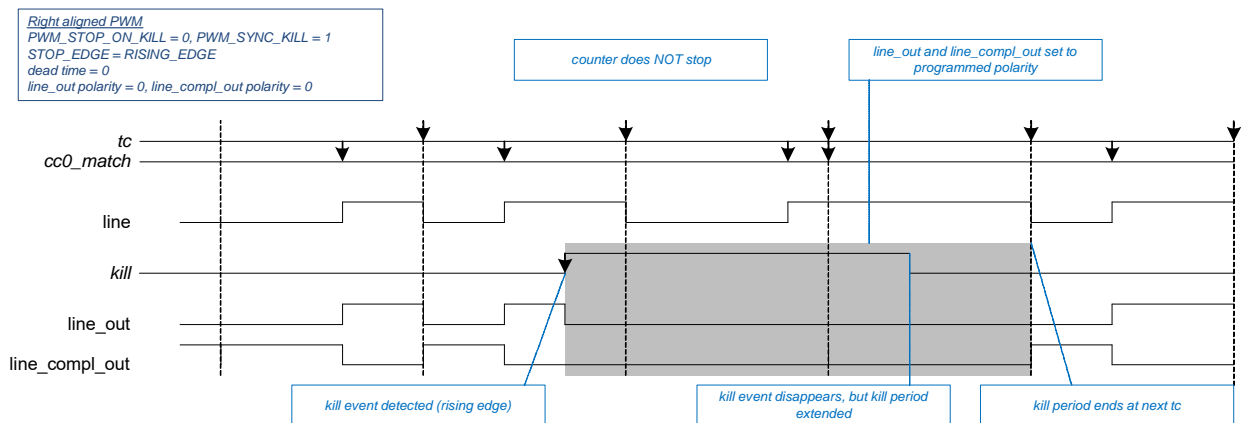 Right aligned PWM
PWM_STOP_ON_KILL = 0, PWM_SYNC_KILL = 1
STOP_EDGE = RISING_EDGE
dead time = 0
line_out polarity = 0, line_compl_out polarity = 0
counter does NOT stop
line_out and line_compl_out set to
programmed polarity
tc
cc0_match
line
kill
line_out
line_compl_out
kill event detected (rising edge)
kill event disappears, but kill period
extended
kill period ends at next tc